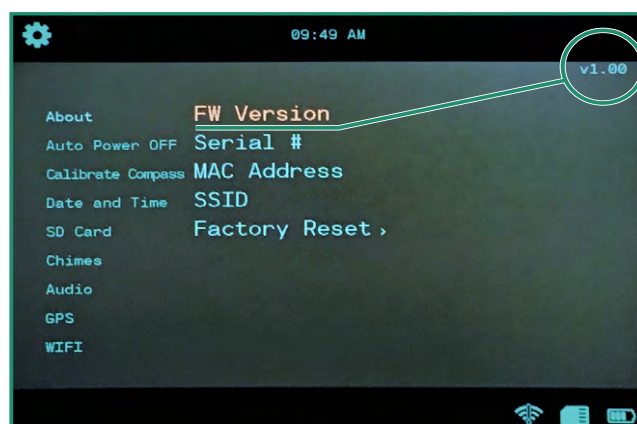 09:49 AM
v1.00
About FW Version
Auto Power OFF Serial #
Calibrate Compass MAC Address
Date and Time SSID
SD Card Factory Reset ›
Chimes
Audio
GPS
WIFI